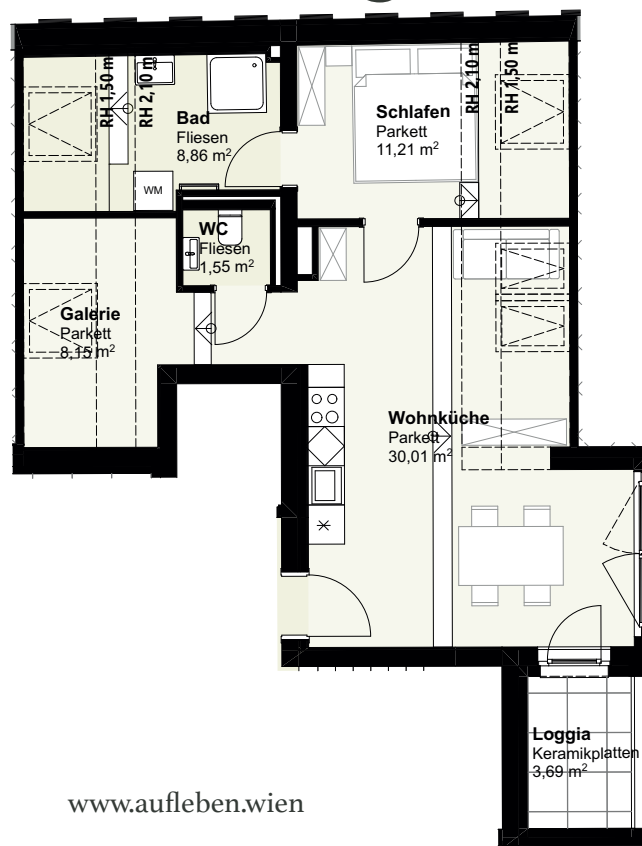 RH 1,50 m
RH 2,10 m
Bad
Fliesen
8,86 m²
WM
Schlafen
Parkett
11,21 m²
RH 2,10 m
RH 1,50 m
WC
Fliesen
1,55 m²
Galerie
Parkett
8,15 m²
Wohnküche
Parkett
30,01 m²
Loggia
Keramikplatten
3,69 m²
www.aufleben.wien